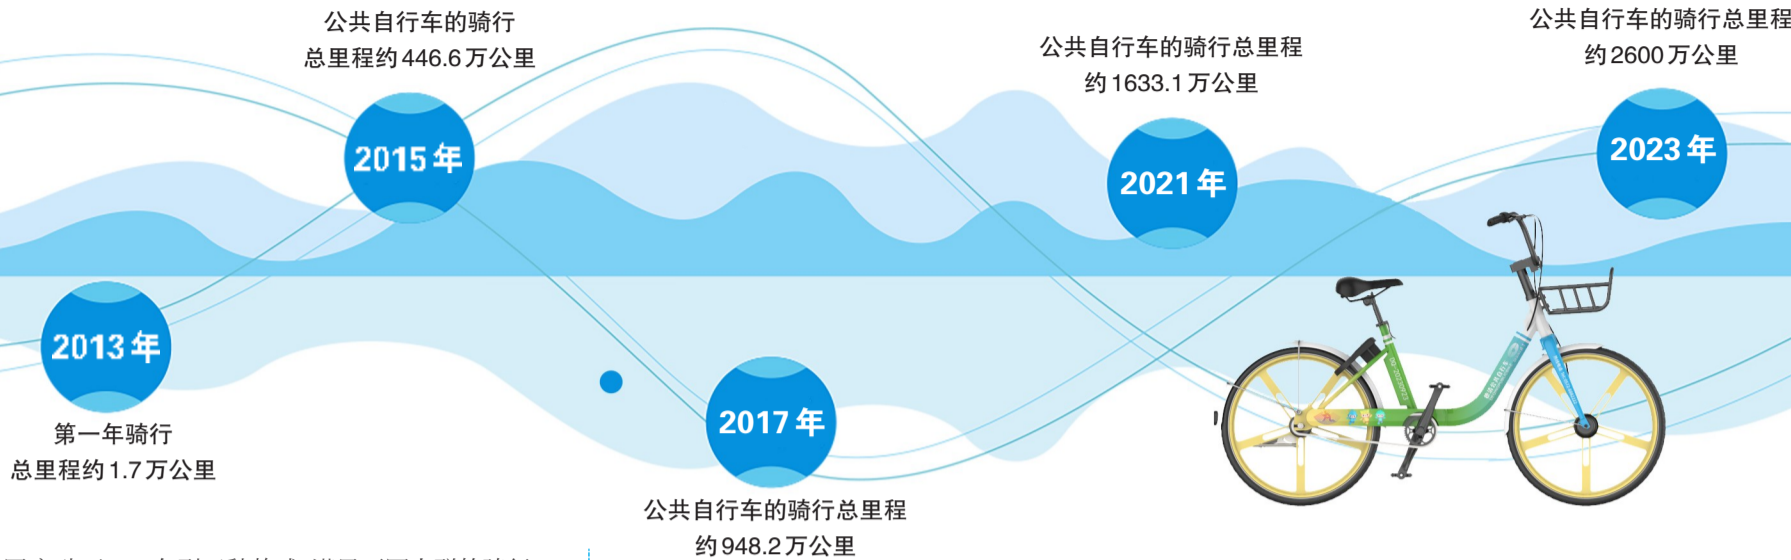 公共自行车的骑行
总里程约446.6万公里
2015年
公共自行车的骑行总里程
约1633.1万公里
2021年
公共自行车的骑行总里程
约2600万公里
2023年
2013年
第一年骑行
总里程约1.7万公里
2017年
公共自行车的骑行总里程
约948.2万公里